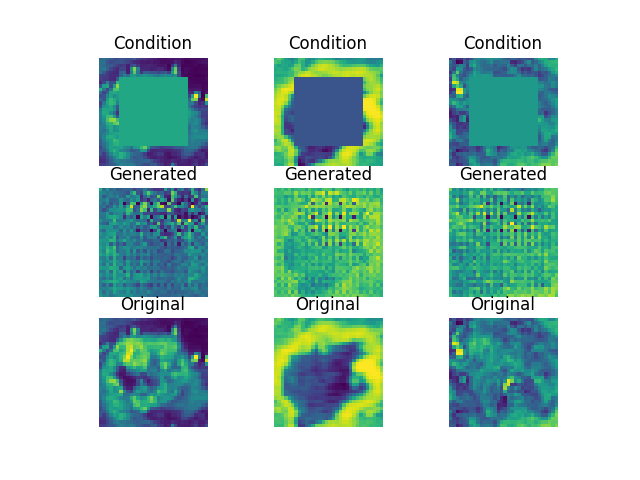 Condition Condition Condition
Generated Generated Generated
Original Original Original